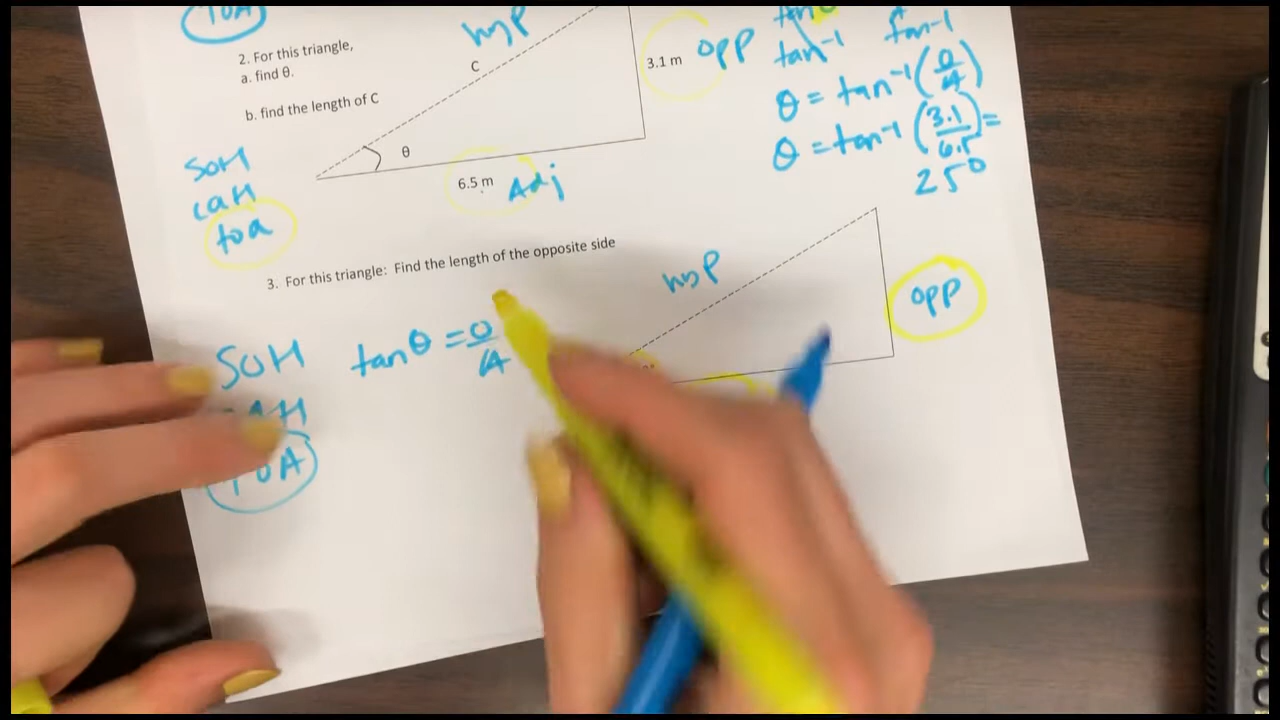 TOA
2. For this triangle,
a. find θ.
b. find the length of C
hyp
C
3.1 m
opp
tan θ
tan⁻¹ tan⁻¹
θ = tan⁻¹(O/A)
θ = tan⁻¹(3.1/6.5) =
25°
θ
6.5 m
Adj
SOH
CAH
toa
3. For this triangle: Find the length of the opposite side
hyp
opp
SOH
tan θ = O/A
AH
TOA